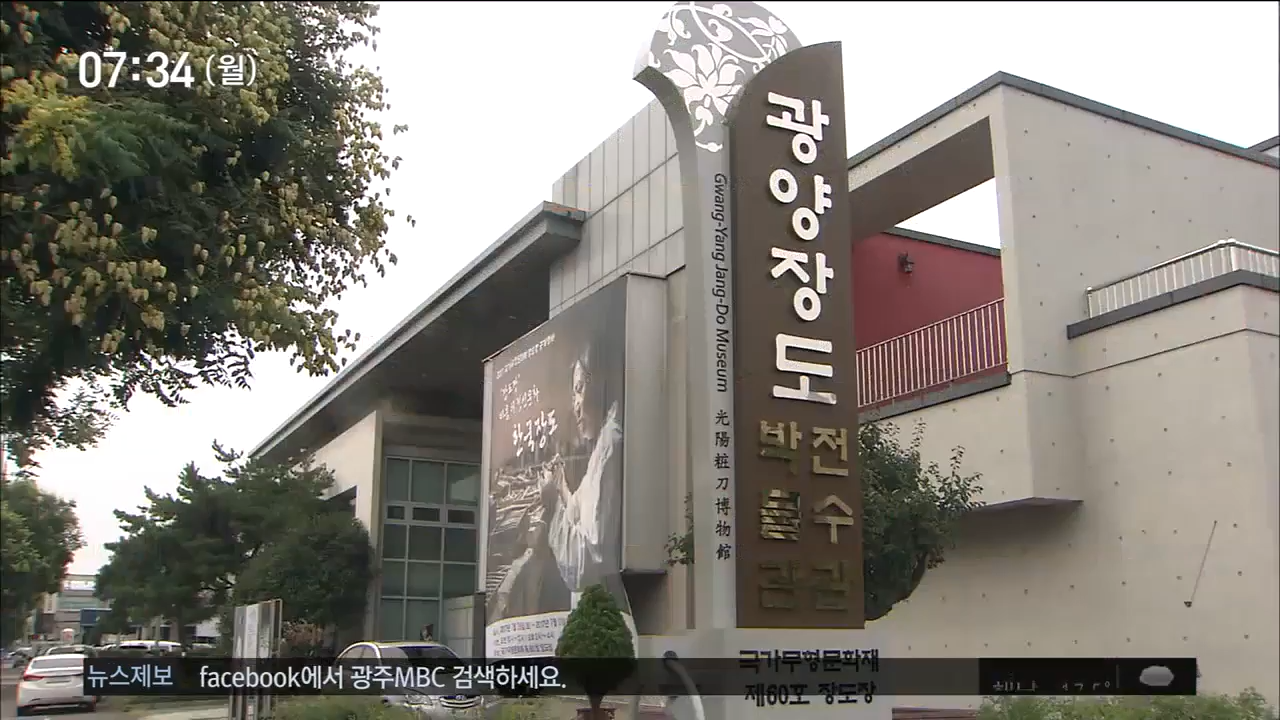 07:34 (월)
광양장도
박물관
전수관
Gwang-Yang Jang-Do Museum
光陽粧刀博物館
한국장도
국가무형문화재
제60호 장도장
뉴스제보 facebook에서 광주MBC 검색하세요.